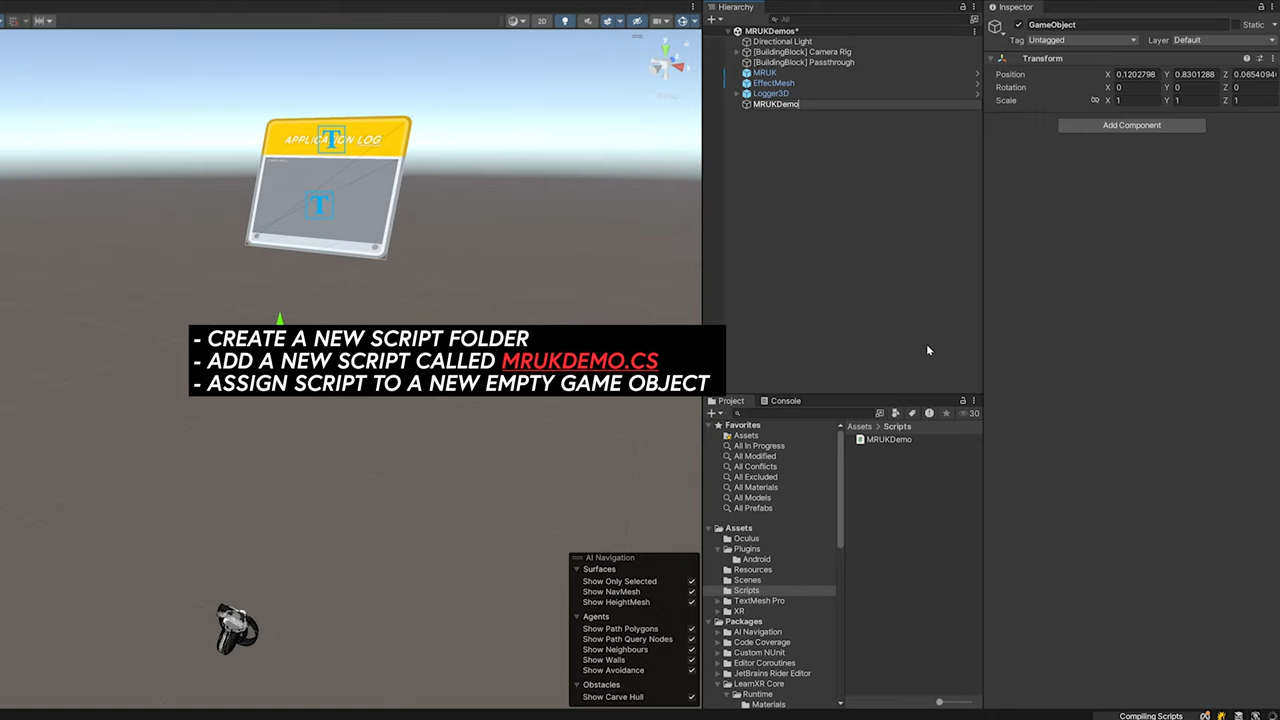 2D
Hierarchy
All
MRUKDemos*
Directional Light
[BuildingBlock] Camera Rig
[BuildingBlock] Passthrough
MRUK
EffectMesh
Logger3D
MRUKDemo
Inspector
GameObject
Static
Tag Untagged Layer Default
Transform
Position X 0.1202798 Y 0.8301288 Z 0.0654094
Rotation X 0 Y 0 Z 0
Scale X 1 Y 1 Z 1
Add Component
APPLICATION LOG
T
T
- CREATE A NEW SCRIPT FOLDER
- ADD A NEW SCRIPT CALLED MRUKDEMO.CS
- ASSIGN SCRIPT TO A NEW EMPTY GAME OBJECT
AI Navigation
Surfaces
Show Only Selected
Show NavMesh
Show HeightMesh
Agents
Show Path Polygons
Show Path Query Nodes
Show Neighbours
Show Walls
Show Avoidance
Obstacles
Show Carve Hull
Project
Console
30
Favorites
Assets
All In Progress
All Modified
All Conflicts
All Excluded
All Materials
All Models
All Prefabs
Assets
Oculus
Plugins
Android
Resources
Scenes
Scripts
TextMesh Pro
XR
Packages
AI Navigation
Code Coverage
Custom NUnit
Editor Coroutines
JetBrains Rider Editor
LearnXR Core
Runtime
Materials
Assets > Scripts
MRUKDemo
Compiling Scripts